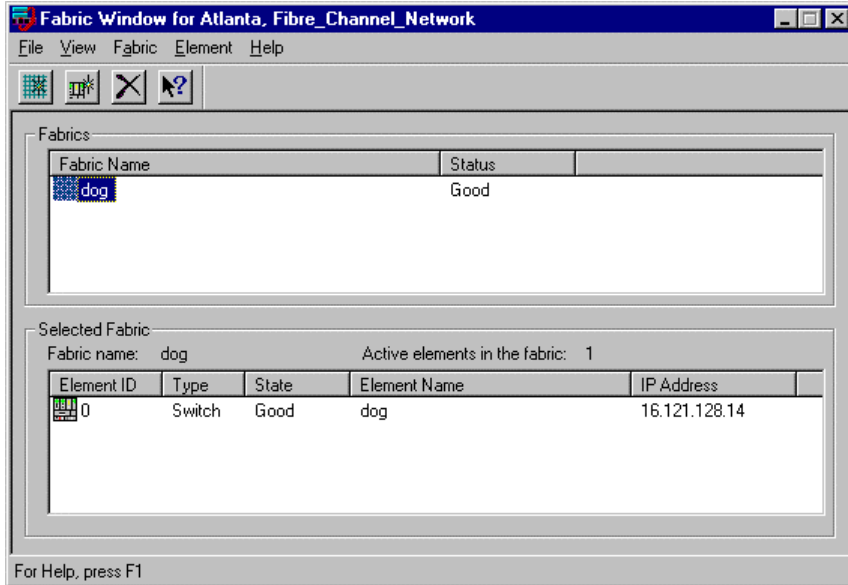 Fabric Window for Atlanta, Fibre_Channel_Network
File View Fabric Element Help
Fabrics
Fabric Name Status
dog Good
Selected Fabric
Fabric name: dog Active elements in the fabric: 1
Element ID Type State Element Name IP Address
0 Switch Good dog 16.121.128.14
For Help, press F1